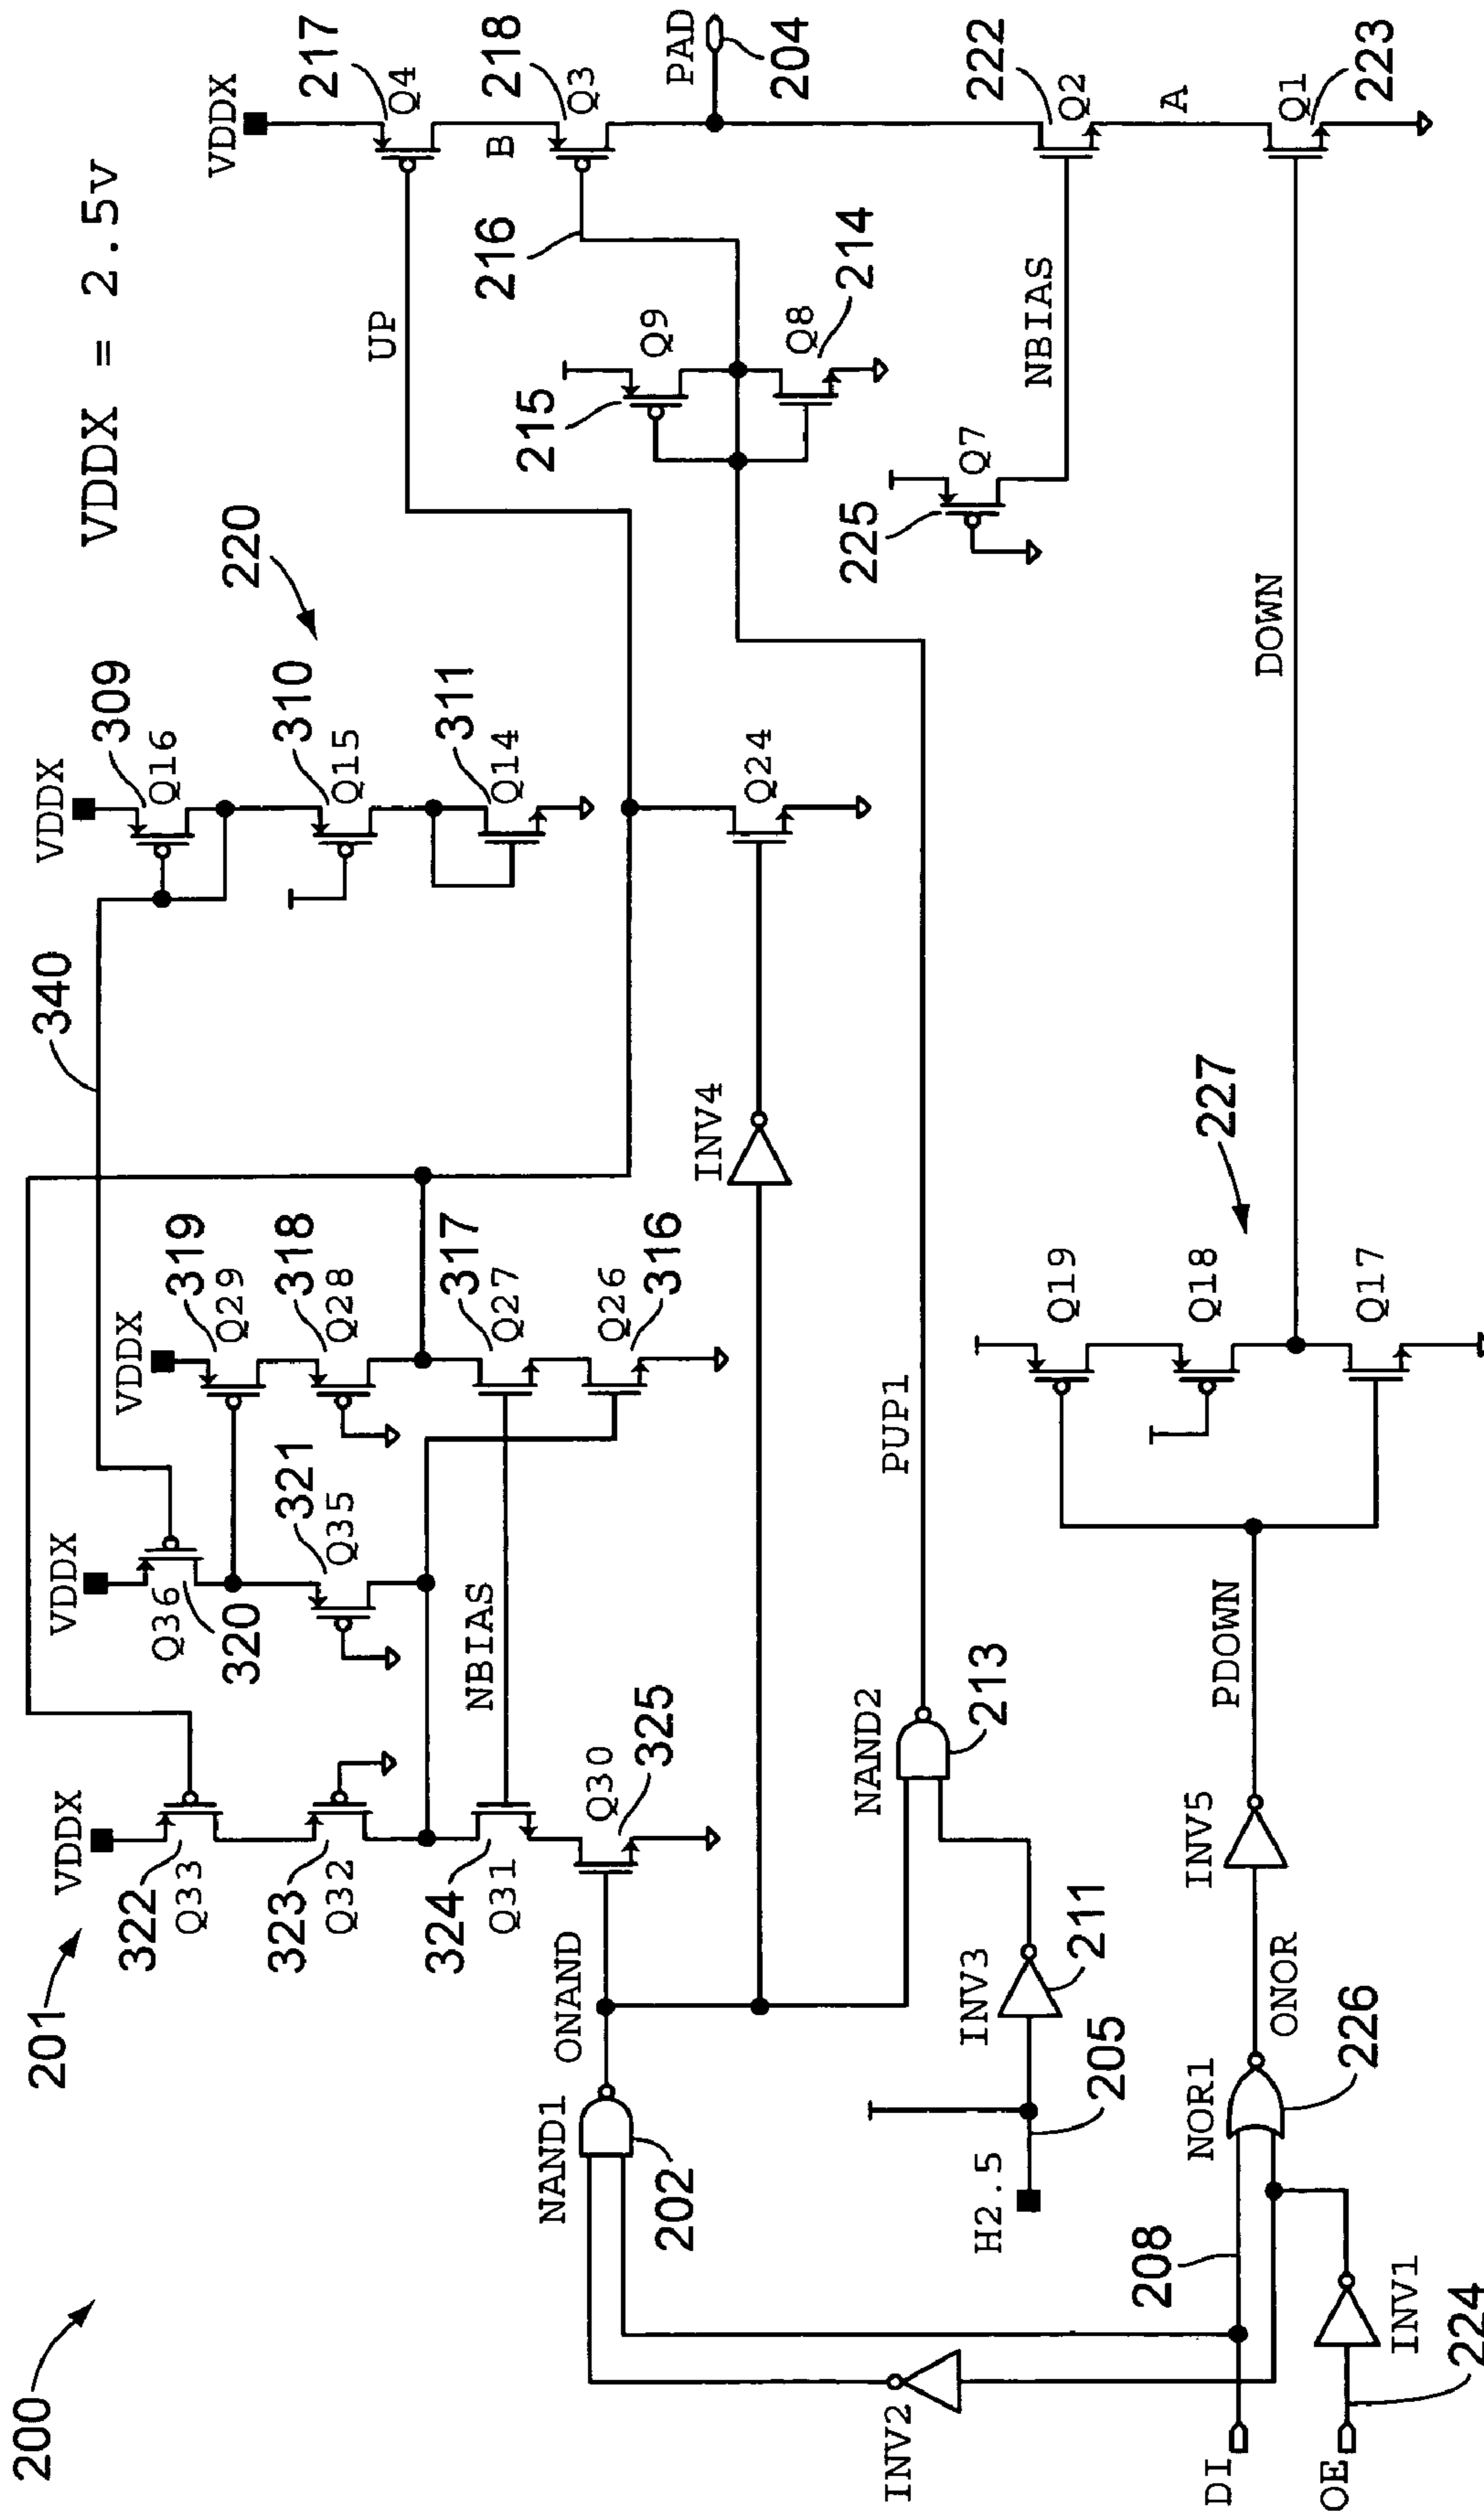 200
201
VDDX = 2.5v
VDDX
322
Q33
323
Q32
324
Q31
Q30
325
NBIAS
VDDX
Q36
320
321
Q35
VDDX
319
Q29
318
Q28
317
Q27
Q26
316
340
VDDX
309
Q16
310
Q15
311
Q14
220
Q24
INV4
UP
VDDX
217
Q4
B
218
Q3
216
PAD
204
215
Q9
Q8
214
225
Q7
NBIAS
222
Q2
A
Q1
223
DOWN
NAND1
202
ONAND
NAND2
213
PUP1
H2.5
205
INV3
211
INV2
DI
208
OE
224
INV1
NOR1
226
ONOR
INV5
PDOWN
Q19
Q18
Q17
227